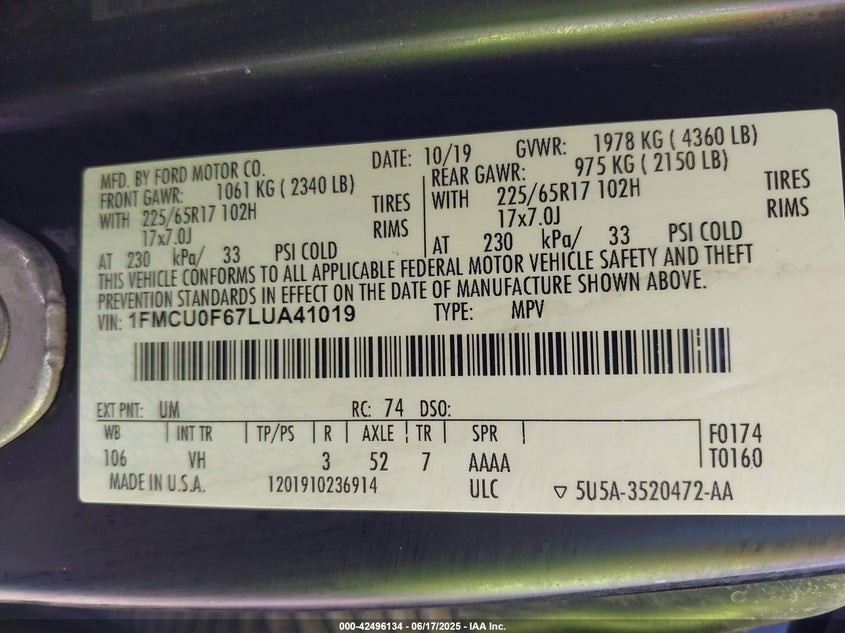 MFD. BY FORD MOTOR CO. DATE: 10/19 GVWR: 1978 KG ( 4360 LB)
FRONT GAWR: 1061 KG ( 2340 LB) REAR GAWR: 975 KG ( 2150 LB)
WITH 225/65R17 102H TIRES WITH 225/65R17 102H TIRES
17x7.0J RIMS 17x7.0J RIMS
AT 230 kPa/ 33 PSI COLD AT 230 kPa/ 33 PSI COLD
THIS VEHICLE CONFORMS TO ALL APPLICABLE FEDERAL MOTOR VEHICLE SAFETY AND THEFT
PREVENTION STANDARDS IN EFFECT ON THE DATE OF MANUFACTURE SHOWN ABOVE.
VIN: 1FMCU0F67LUA41019 TYPE: MPV
EXT PNT: UM RC: 74 DSO:
WB | INT TR | TP/PS | R | AXLE | TR | SPR | F0174
106 VH 3 52 7 AAAA T0160
MADE IN U.S.A. 1201910236914 ULC ▽ 5U5A-3520472-AA
000-42496134 - 06/17/2025 - IAA Inc.